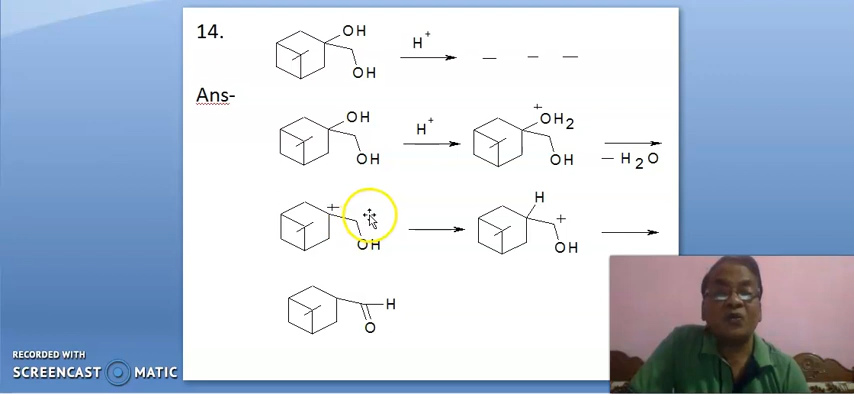 14.
OH
OH
H+
Ans-
OH
OH
H+
+
OH2
OH
– H2O
+
OH
H
+
OH
H
O
RECORDED WITH
SCREENCAST MATIC